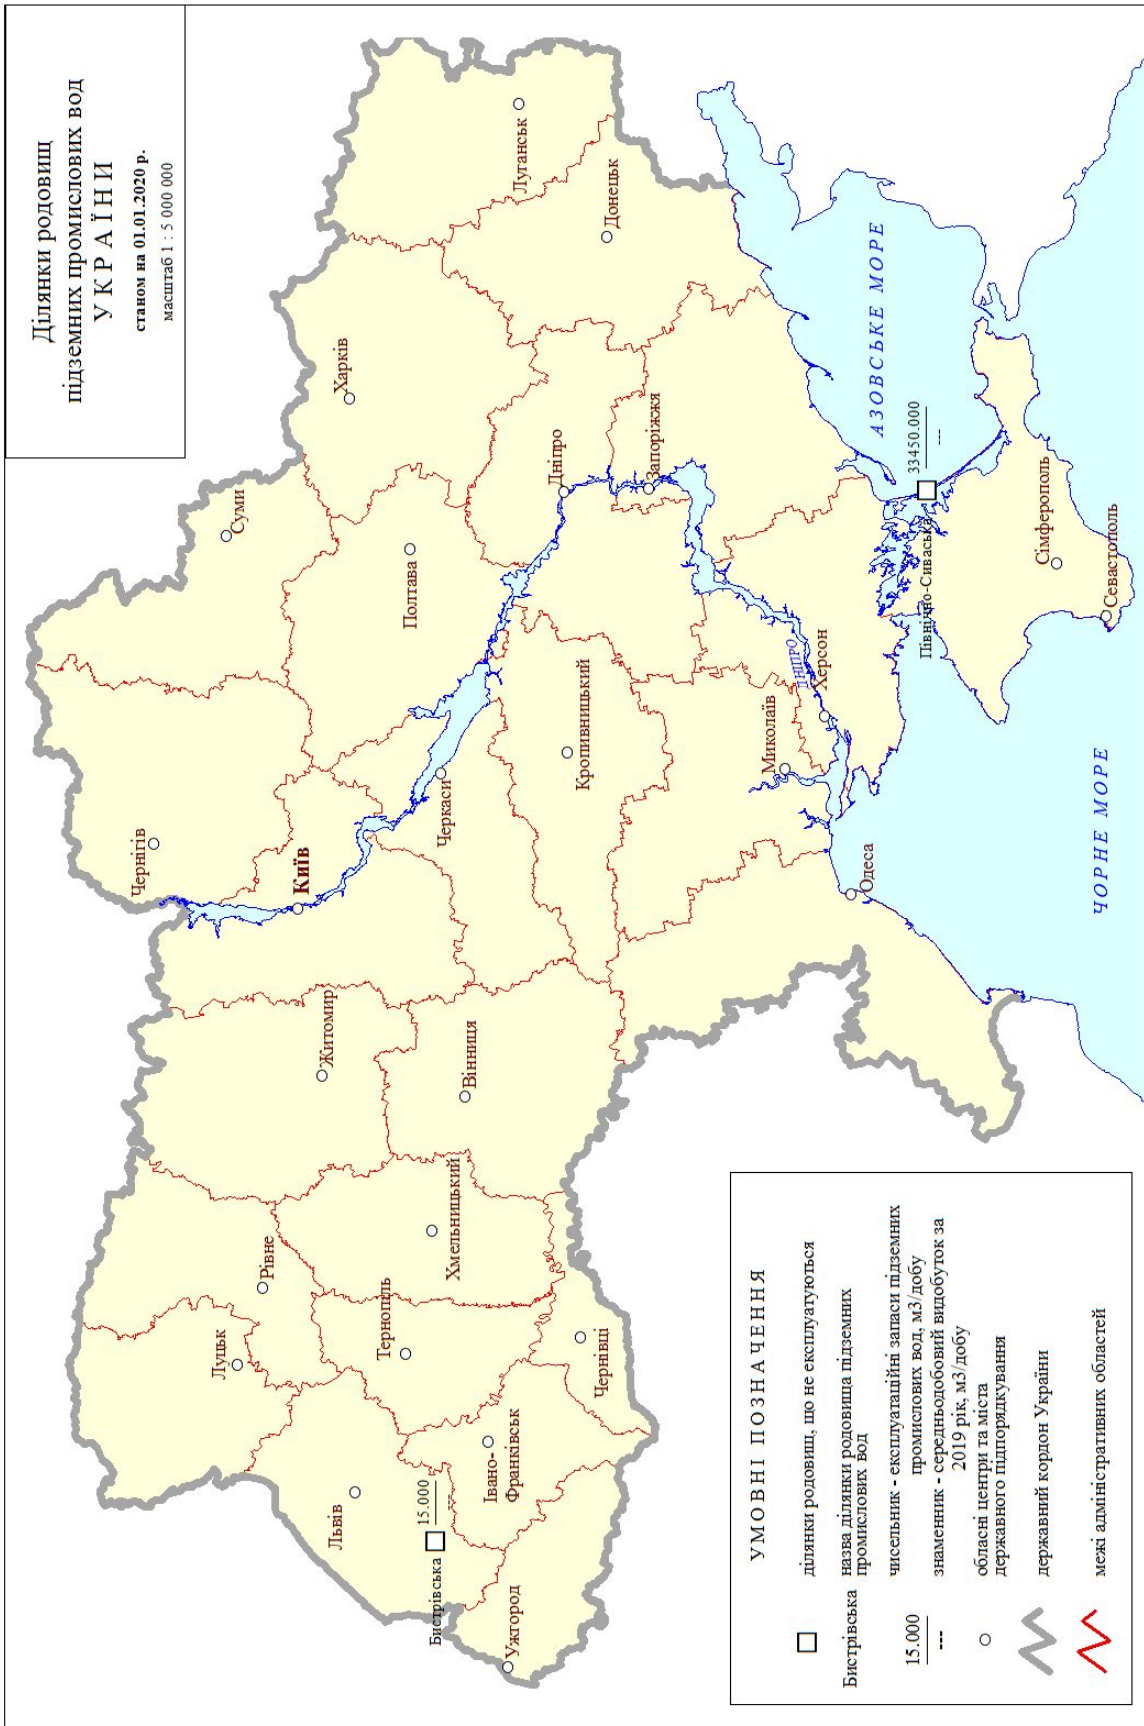 Ділянки родовищ
підземних промислових вод
УКРАЇНИ
станом на 01.01.2020 р.
масштаб 1 : 5 000 000
Чернігів
Суми
Луцьк
Рівне
Київ
Житомир
Харків
Львів
Полтава
Тернопіль
Хмельницький
Черкаси
Вінниця
Луганськ
Бистрівська
15.000
---
Івано-
Франківськ
Ужгород
Чернівці
Кропивницький
Дніпро
Донецьк
Запоріжжя
Миколаїв
ДНІПРО
Херсон
Одеса
АЗОВСЬКЕ МОРЕ
Північно-Сиваська
33450.000
---
Сімферополь
Севастополь
ЧОРНЕ МОРЕ
УМОВНІ ПОЗНАЧЕННЯ
ділянки родовищ, що не експлуатуються
Бистрівська
назва ділянки родовища підземних
промислових вод
15.000
---
чисельник - експлуатаційні запаси підземних
промислових вод, м3/добу
знаменник - середньодобовий видобуток за
2019 рік, м3/добу
обласні центри та міста
державного підпорядкування
державний кордон України
межі адміністративних областей